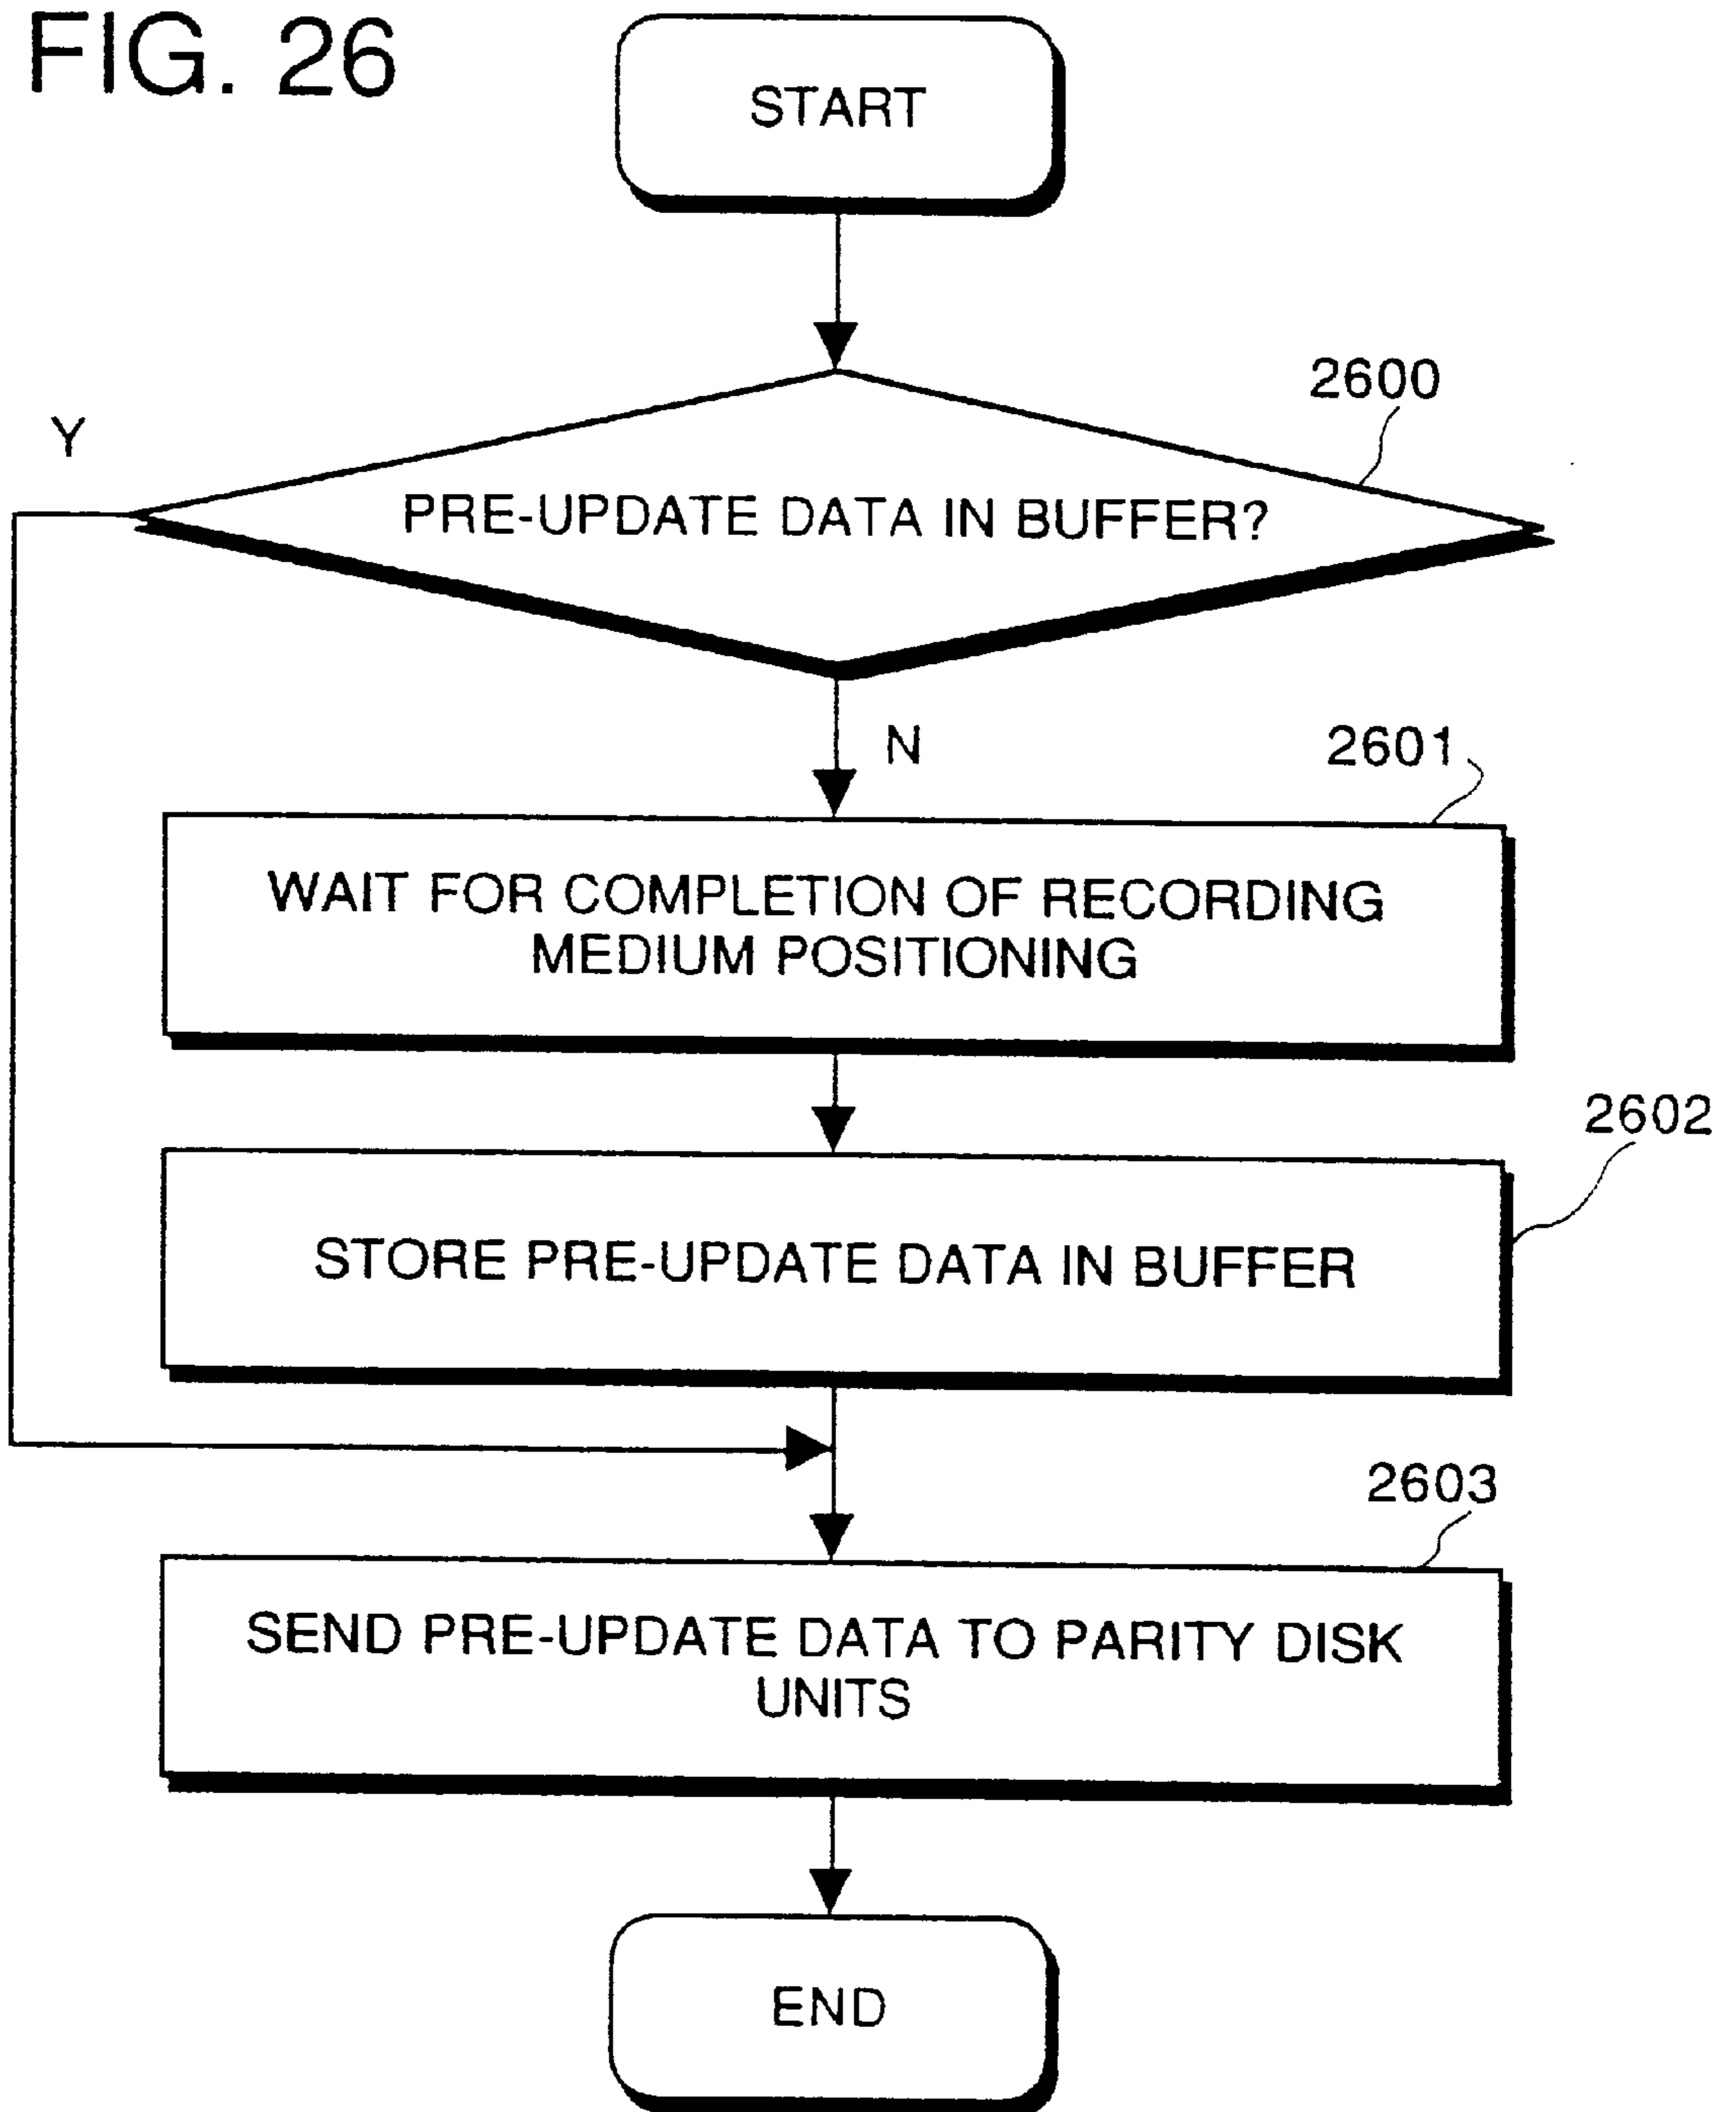 FIG. 26
START
2600
Y
PRE-UPDATE DATA IN BUFFER?
N
2601
WAIT FOR COMPLETION OF RECORDING
MEDIUM POSITIONING
2602
STORE PRE-UPDATE DATA IN BUFFER
2603
SEND PRE-UPDATE DATA TO PARITY DISK
UNITS
END